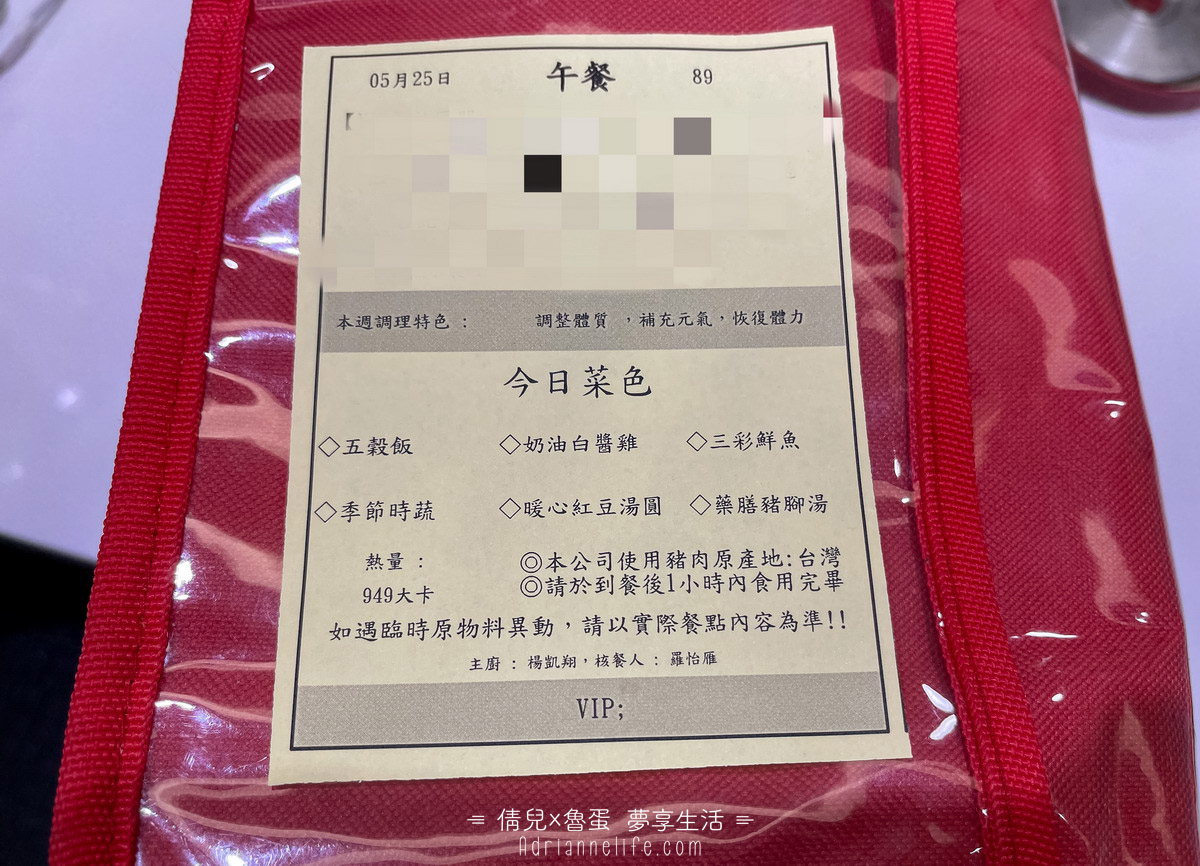 05月25日 午餐 89
本週調理特色： 調整體質 ，補充元氣，恢復體力
今日菜色
◇五穀飯 ◇奶油白醬雞 ◇三彩鮮魚
◇季節時蔬 ◇暖心紅豆湯圓 ◇藥膳豬腳湯
熱量： ◎本公司使用豬肉原產地:台灣
949大卡 ◎請於到餐後1小時內食用完畢
如遇臨時原物料異動，請以實際餐點內容為準!!
主廚：楊凱翔，核餐人：羅怡雁
VIP;
＝ 倩兒×魯蛋 夢享生活 ＝
Adriannelife.com